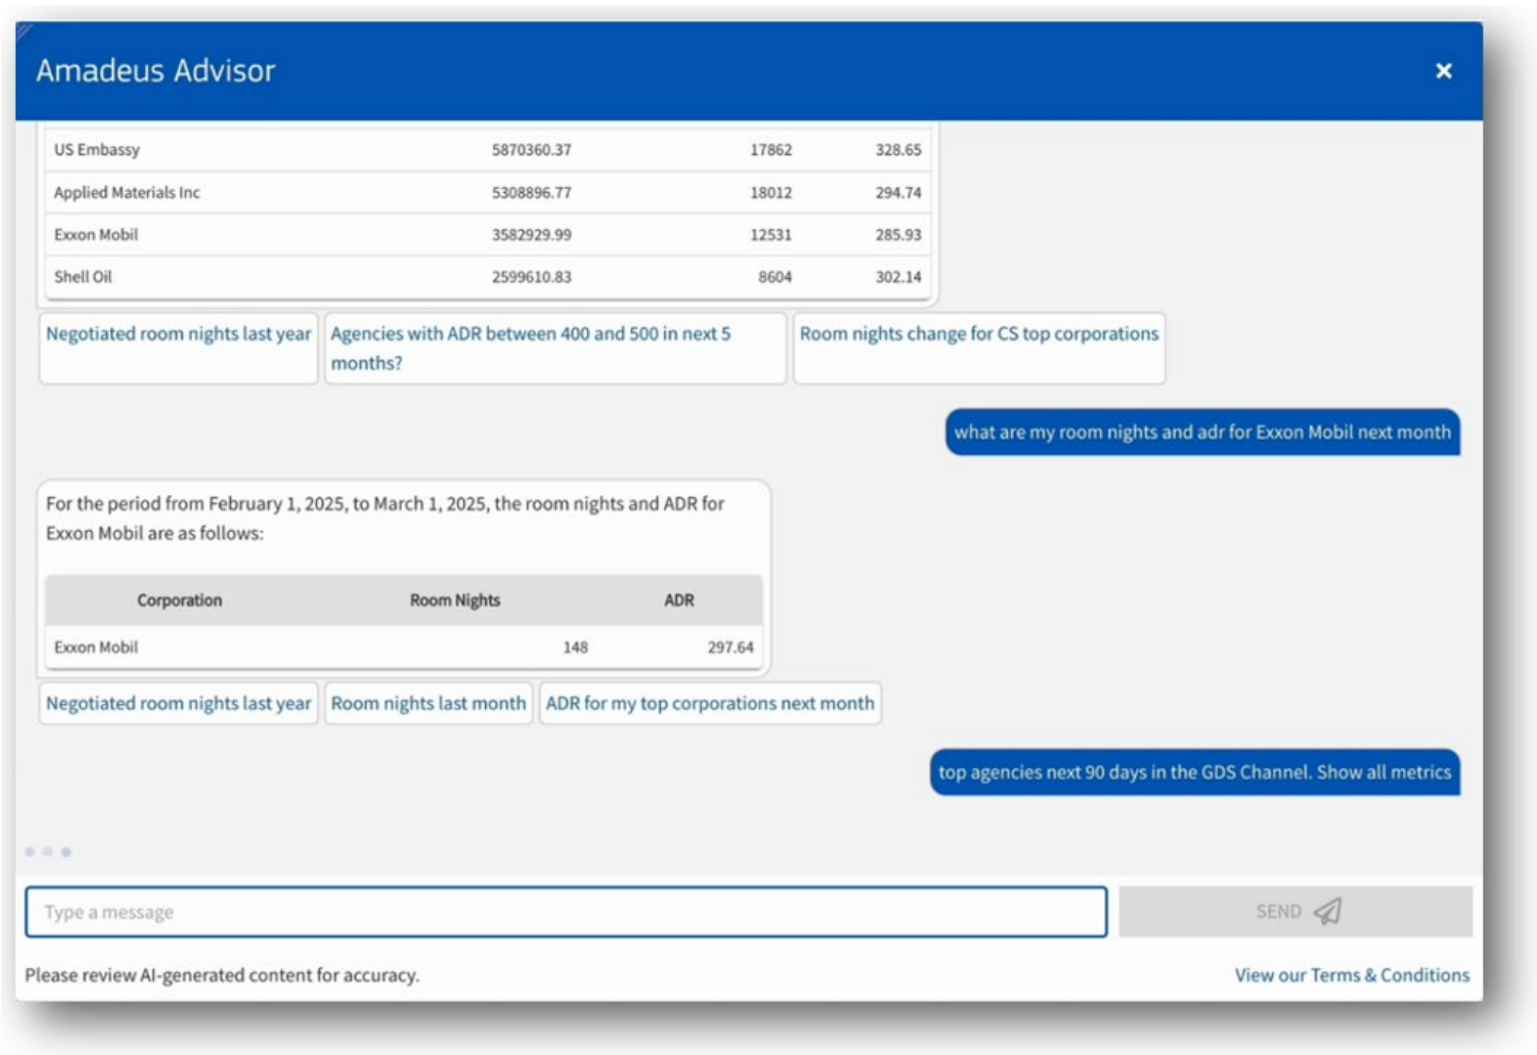 Amadeus Advisor
US Embassy 5870360.37 17862 328.65
Applied Materials Inc 5308896.77 18012 294.74
Exxon Mobil 3582929.99 12531 285.93
Shell Oil 2599610.83 8604 302.14
Negotiated room nights last year
Agencies with ADR between 400 and 500 in next 5
months?
Room nights change for CS top corporations
what are my room nights and adr for Exxon Mobil next month
For the period from February 1, 2025, to March 1, 2025, the room nights and ADR for
Exxon Mobil are as follows:
Corporation Room Nights ADR
Exxon Mobil 148 297.64
Negotiated room nights last year
Room nights last month
ADR for my top corporations next month
top agencies next 90 days in the GDS Channel. Show all metrics
Type a message
SEND
Please review AI-generated content for accuracy.
View our Terms & Conditions